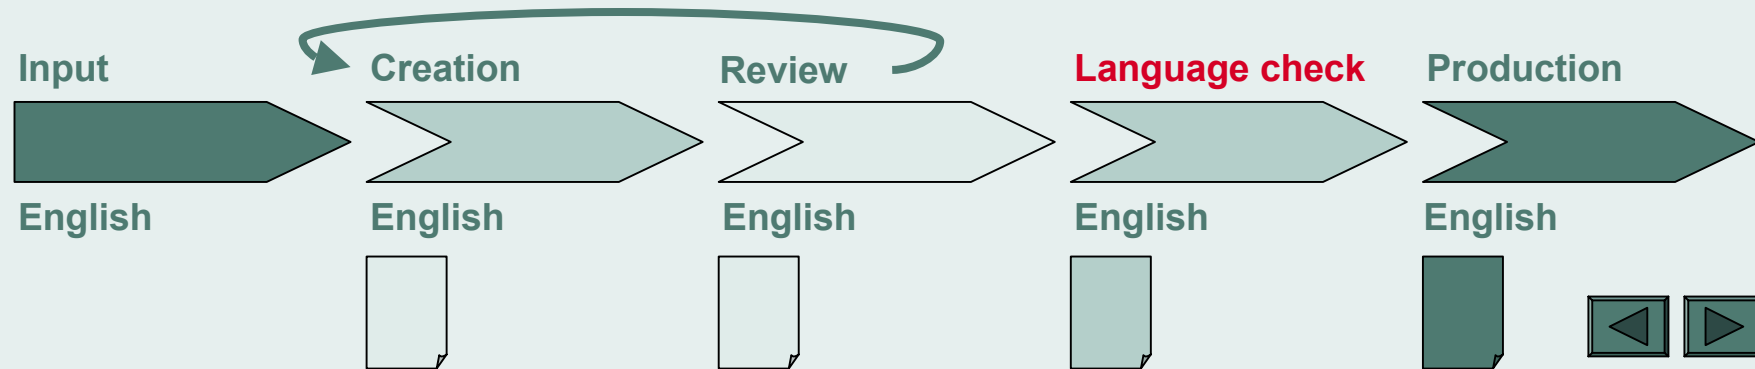 Input
Creation
Review
Language check
Production
English
English
English
English
English